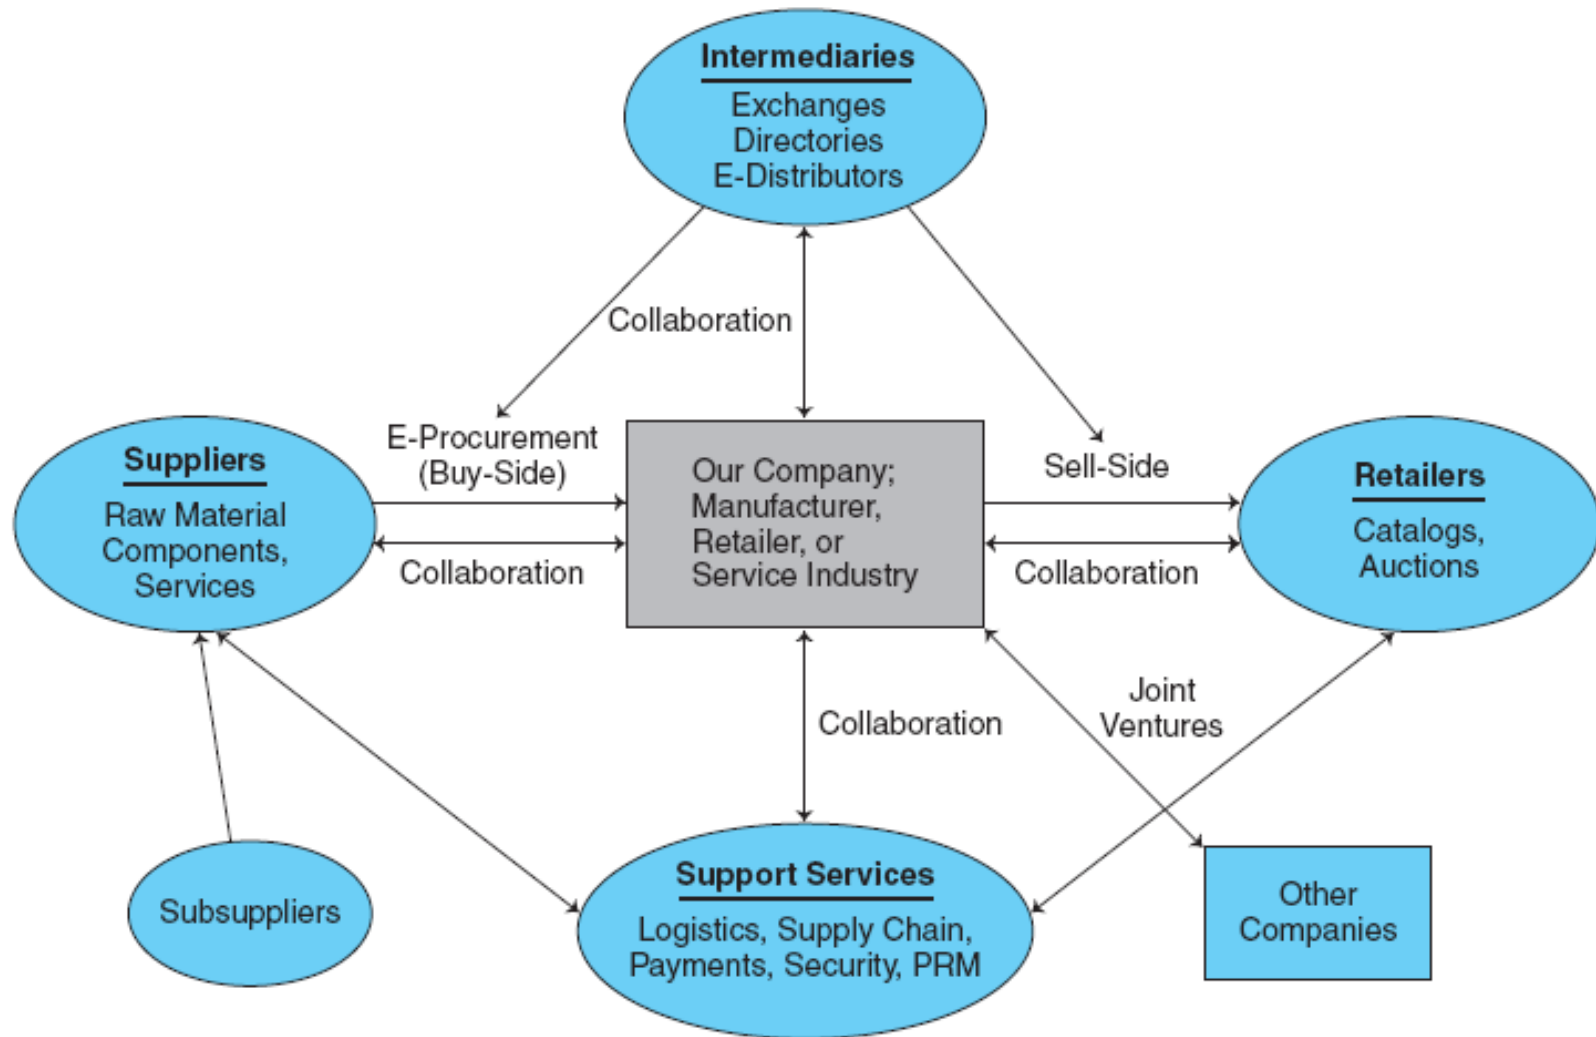 Intermediaries
Exchanges
Directories
E-Distributors
Collaboration
E-Procurement
(Buy-Side)
Sell-Side
Suppliers
Raw Material
Components,
Services
Our Company;
Manufacturer,
Retailer, or
Service Industry
Retailers
Catalogs,
Auctions
Collaboration
Collaboration
Collaboration
Joint
Ventures
Subsuppliers
Support Services
Logistics, Supply Chain,
Payments, Security, PRM
Other
Companies